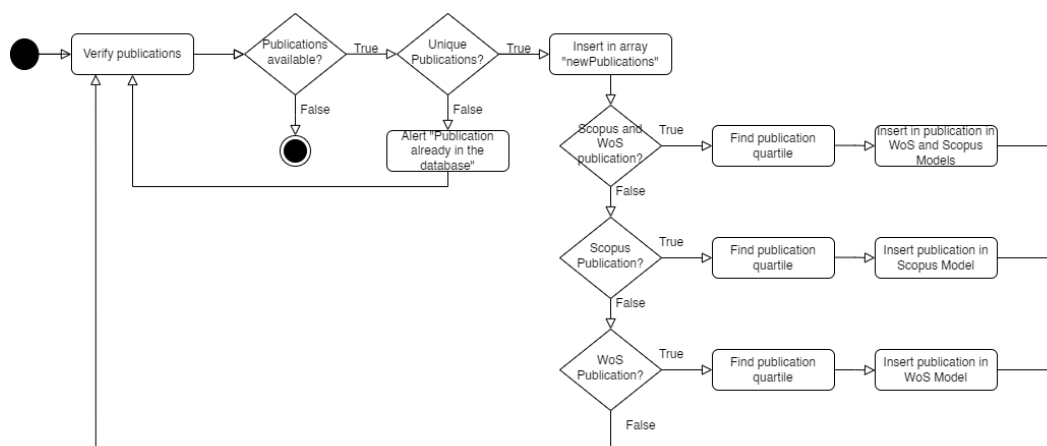 Verify publications
Publications
available?
True
Unique
Publications?
True
Insert in array
"newPublications"
False
False
Alert "Publication
already in the
database"
Scopus and
WoS
publication?
True
Find publication
quartile
Insert in publication in
WoS and Scopus
Models
False
Scopus
Publication?
True
Find publication
quartile
Insert publication in
Scopus Model
False
WoS
Publication?
True
Find publication
quartile
Insert publication in
WoS Model
False